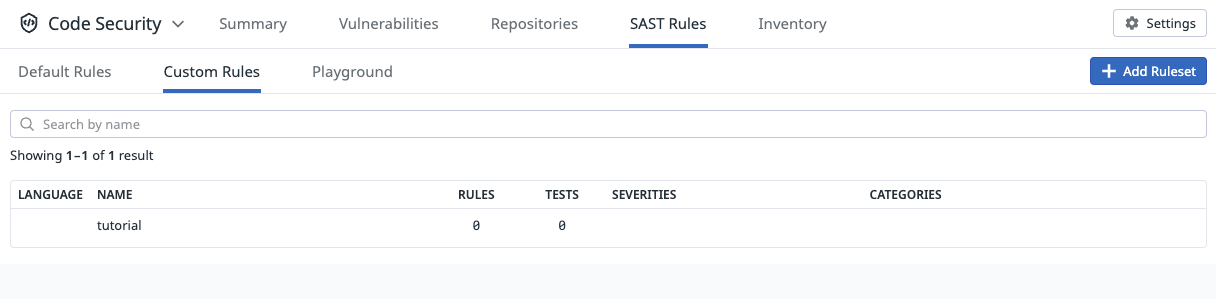 Code Security Summary Vulnerabilities Repositories SAST Rules Inventory Settings
Default Rules Custom Rules Playground Add Ruleset
Search by name
Showing 1–1 of 1 result
LANGUAGE NAME RULES TESTS SEVERITIES CATEGORIES
tutorial 0 0